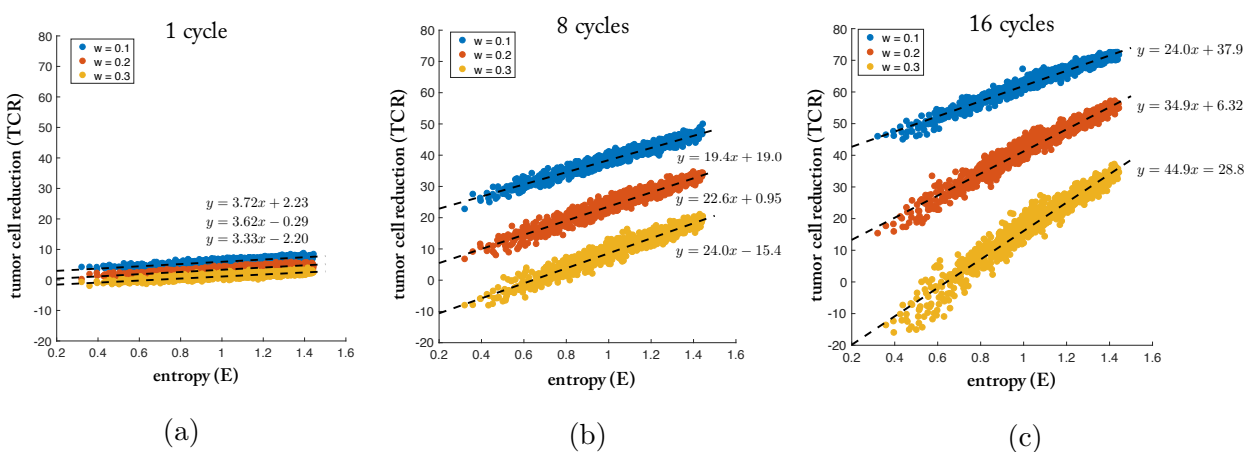 1 cycle
80
70
60
50
40
30
20
10
0
-10
-20
w = 0.1
w = 0.2
w = 0.3
y = 3.72x + 2.23
y = 3.62x − 0.29
y = 3.33x − 2.20
tumor cell reduction (TCR)
0.2 0.4 0.6 0.8 1 1.2 1.4 1.6
entropy (E)
(a)
8 cycles
80
70
60
50
40
30
20
10
0
-10
-20
w = 0.1
w = 0.2
w = 0.3
y = 19.4x + 19.0
y = 22.6x + 0.95
y = 24.0x − 15.4
tumor cell reduction (TCR)
0.2 0.4 0.6 0.8 1 1.2 1.4 1.6
entropy (E)
(b)
16 cycles
80
70
60
50
40
30
20
10
0
-10
-20
w = 0.1
w = 0.2
w = 0.3
y = 24.0x + 37.9
y = 34.9x + 6.32
y = 44.9x = 28.8
tumor cell reduction (TCR)
0.2 0.4 0.6 0.8 1 1.2 1.4 1.6
entropy (E)
(c)